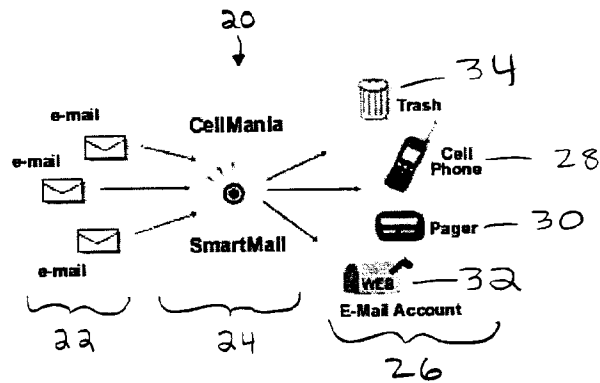 20
34
Trash
e-mail
CellMania
e-mail
Cell
Phone
28
SmartMail
Pager
30
e-mail
WEB
32
E-Mail Account
22
24
26